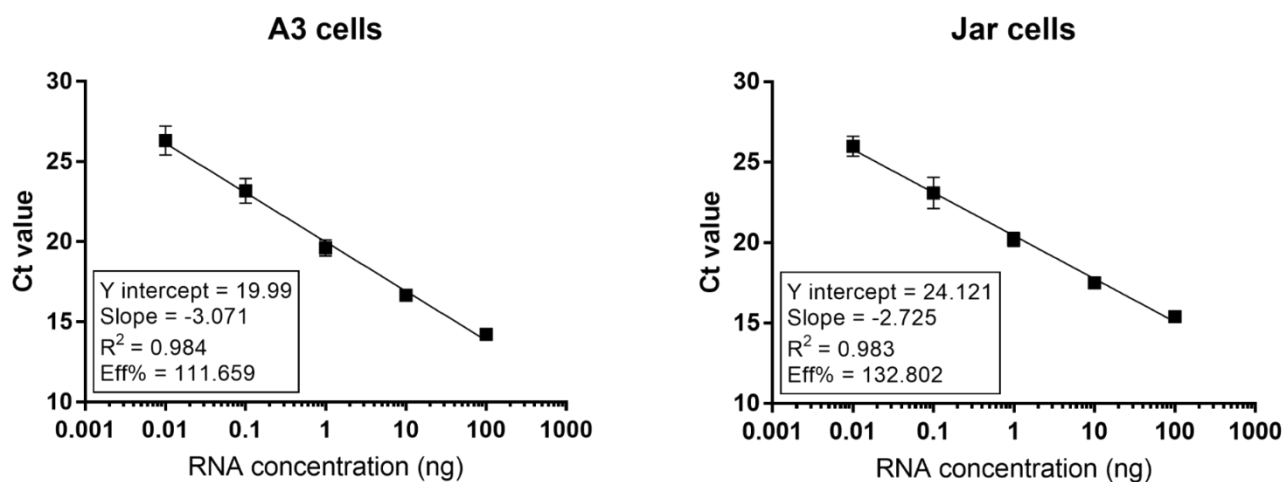 A3 cells
Ct value
30
25
20
15
10
Y intercept = 19.99
Slope = -3.071
R² = 0.984
Eff% = 111.659
0.001 0.01 0.1 1 10 100 1000
RNA concentration (ng)
Jar cells
Ct value
30
25
20
15
10
Y intercept = 24.121
Slope = -2.725
R² = 0.983
Eff% = 132.802
0.001 0.01 0.1 1 10 100 1000
RNA concentration (ng)